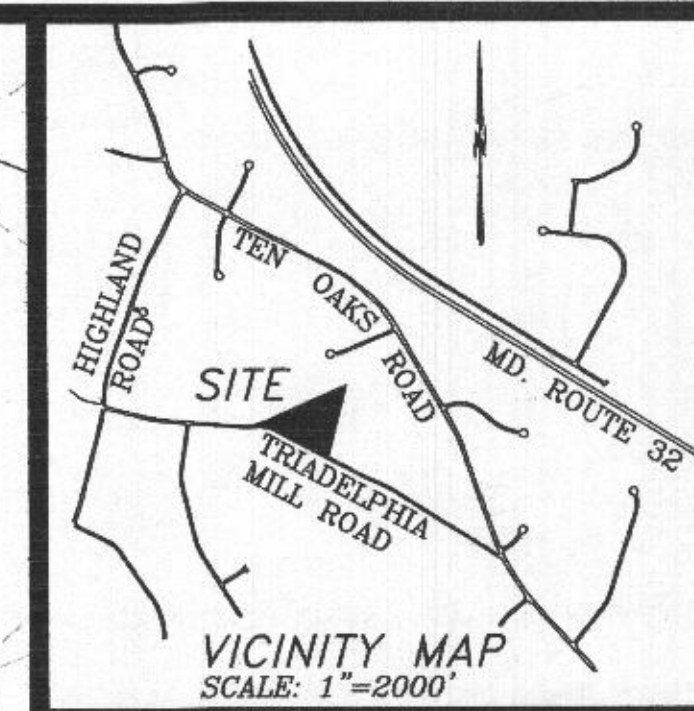 N
TEN OAKS ROAD
HIGHLAND
ROAD
MD. ROUTE 32
SITE
TRIADELPHIA
MILL ROAD
VICINITY MAP
SCALE: 1"=2000'